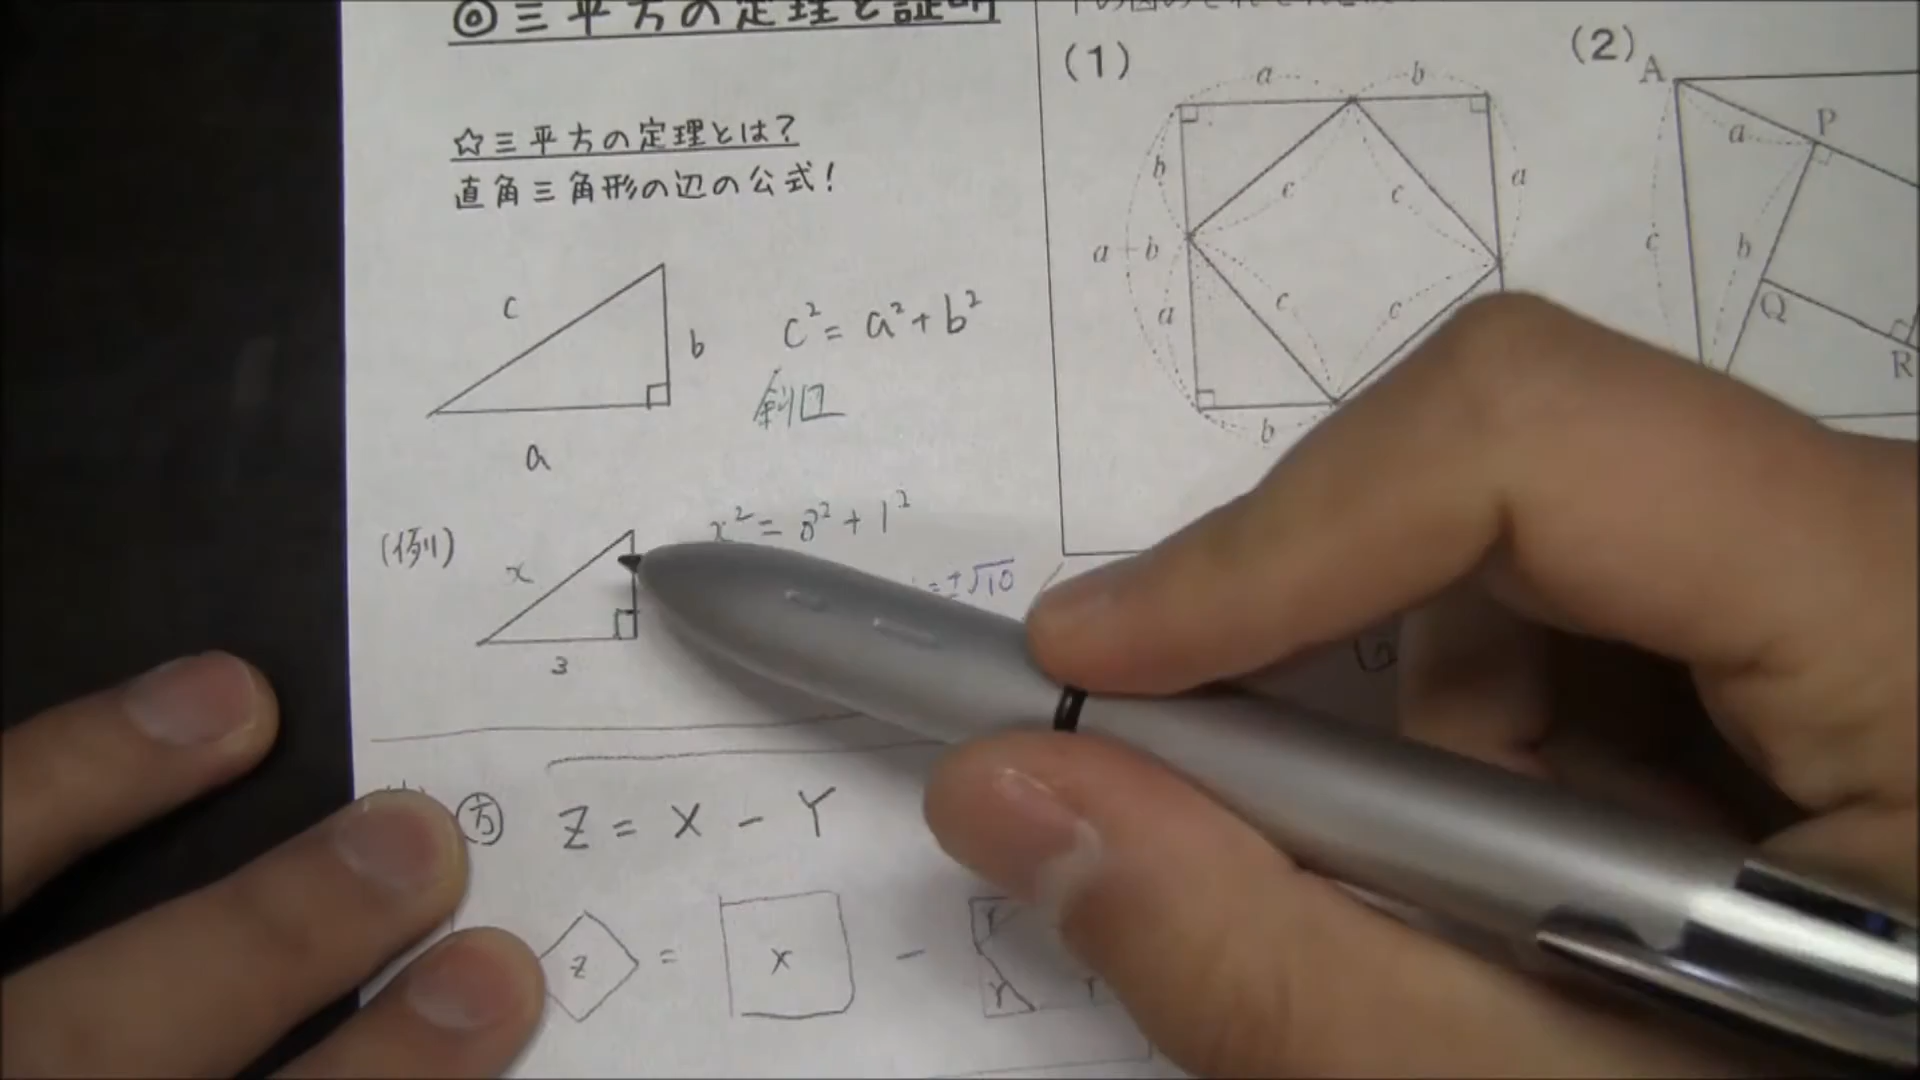 ◎三平方の定理と証明
☆三平方の定理とは?
直角三角形の辺の公式!
c
b
a
c² = a² + b²
(例)
x
3
x² = 3² + 1²
=±√10
方
Z = X - Y
Z = X -
Y
Y
Y
(1)
a
b
b
a
c
c
a+b
a
c
c
b
(2)
A
P
a
c
b
Q
R